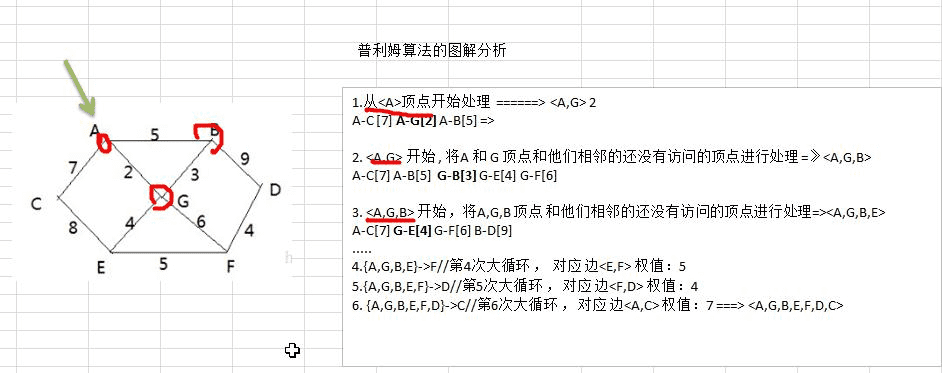 普利姆算法的图解分析
1.从<A>顶点开始处理 ======> <A,G> 2
A-C [7] A-G[2] A-B[5] =>
2. <A,G> 开始 , 将A 和 G 顶点和他们相邻的还没有访问的顶点进行处理 =》<A,G,B>
A-C[7] A-B[5] G-B[3] G-E[4] G-F[6]
3. <A,G,B> 开始，将A,G,B 顶点和他们相邻的还没有访问的顶点进行处理=><A,G,B,E>
A-C[7] G-E[4] G-F[6] B-D[9]
.....
4.{A,G,B,E}->F//第4次大循环 ， 对应边<E,F> 权值：5
5.{A,G,B,E,F}->D//第5次大循环 ，对应边<F,D> 权值：4
6. {A,G,B,E,F,D}->C//第6次大循环 ，对应边<A,C> 权值：7 ===> <A,G,B,E,F,D,C>
A
5
B
7
2
3
9
C
G
D
8
4
6
4
E
5
F
h